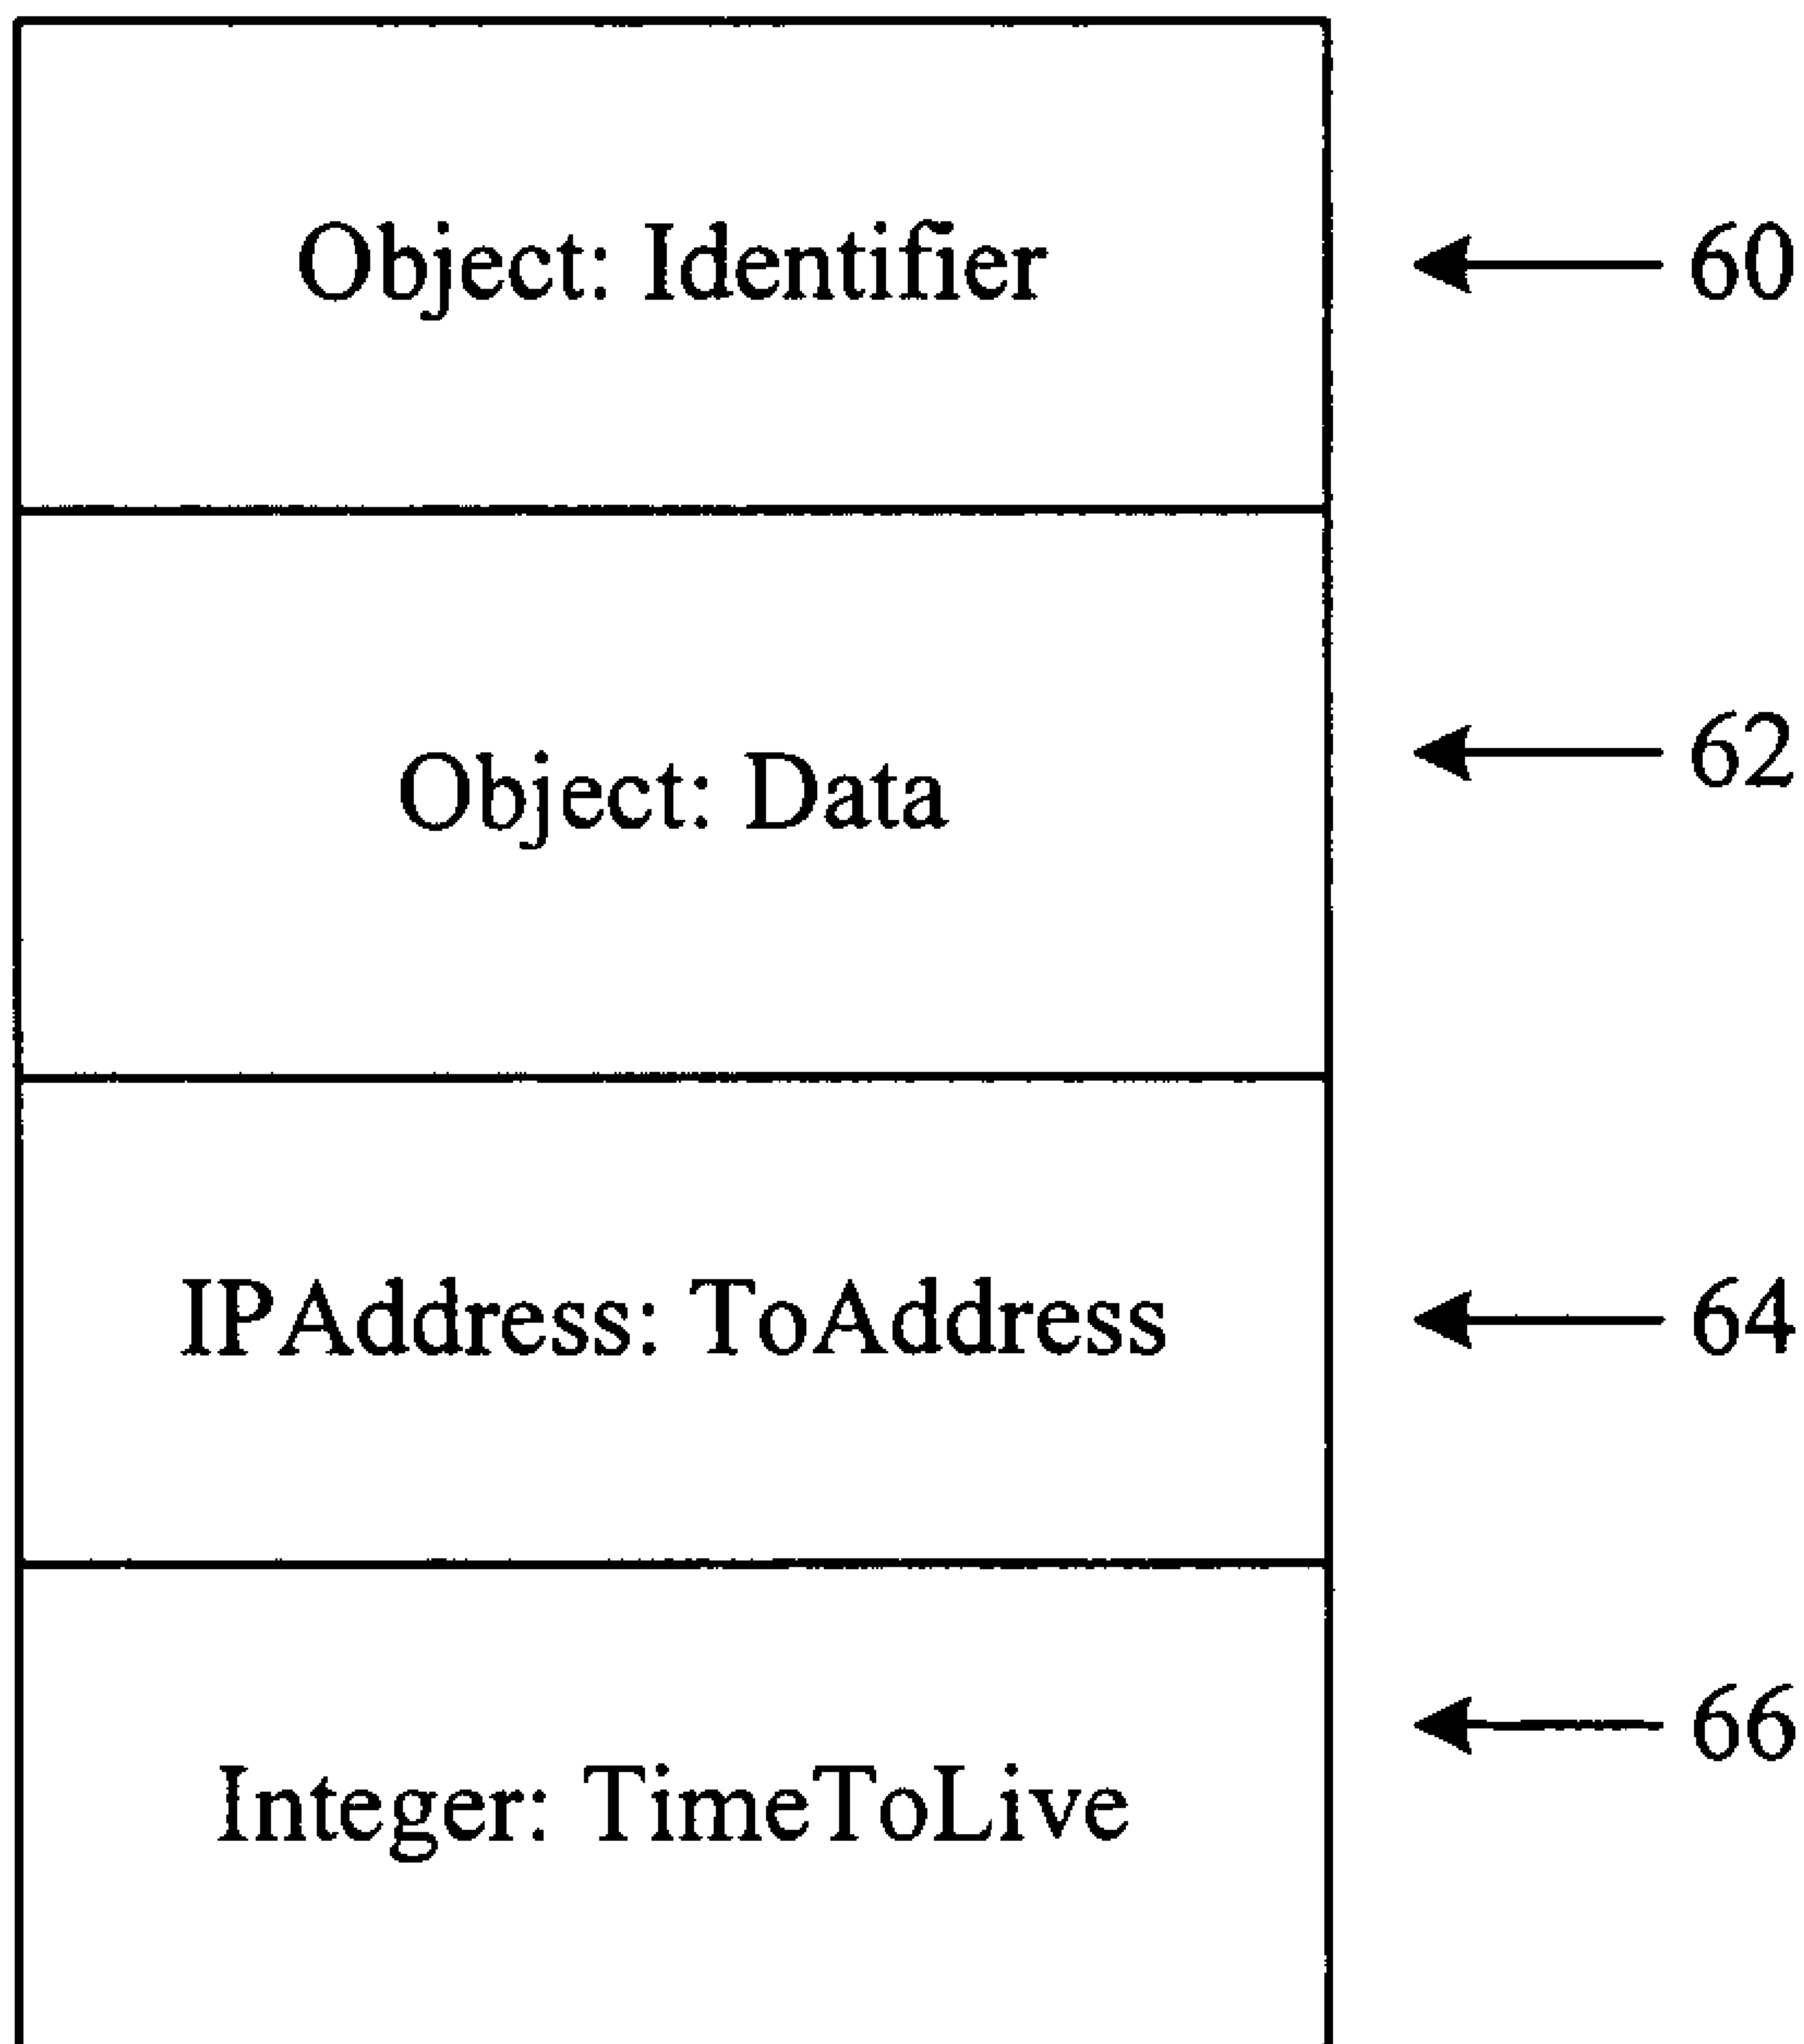 Object: Identifier
60
Object: Data
62
IPAddress: ToAddress
64
Integer: TimeToLive
66